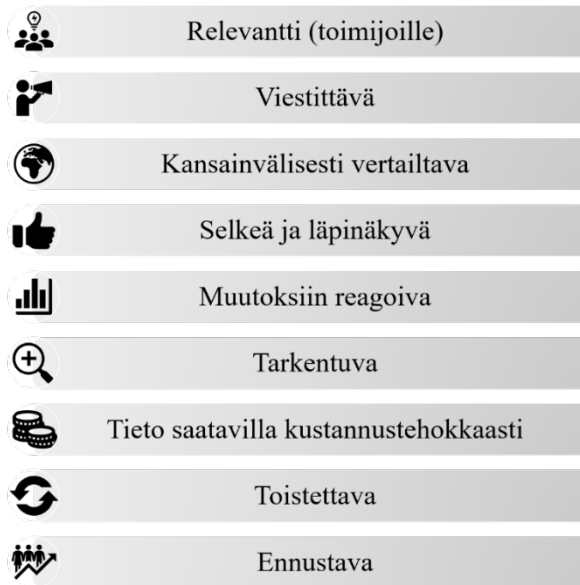 Relevantti (toimijoille)
Viestittävä
Kansainvälisesti vertailtava
Selkeä ja läpinäkyvä
Muutoksiin reagoiva
Tarkentuva
Tieto saatavilla kustannustehokkaasti
Toistettava
Ennustava